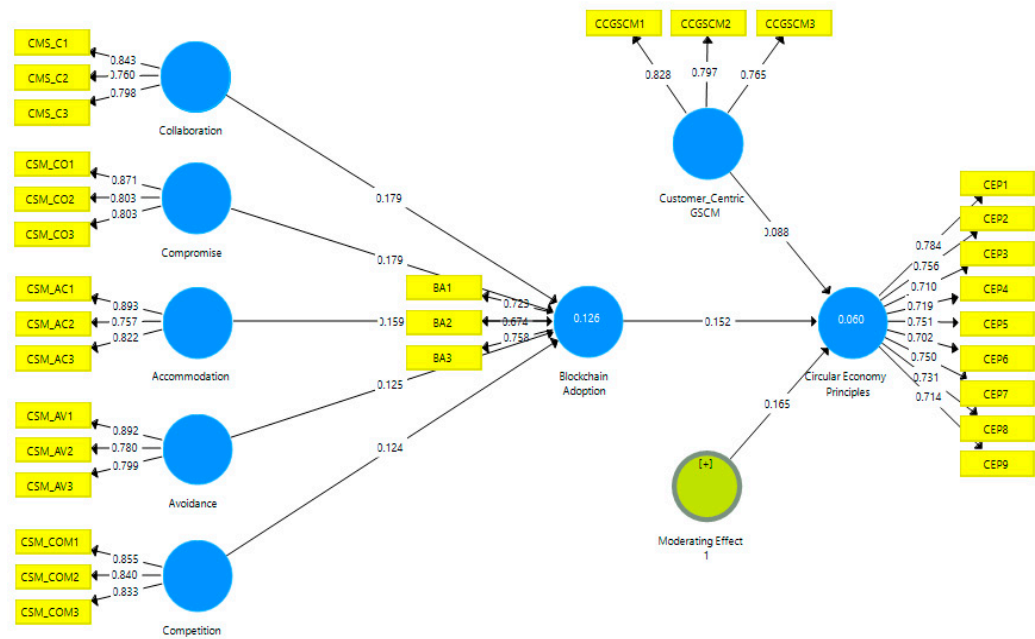 CMS_C1
CMS_C2
CMS_C3
0.843
0.760
0.798
Collaboration
CSM_CO1
CSM_CO2
CSM_CO3
0.871
0.803
0.803
Compromise
CSM_AC1
CSM_AC2
CSM_AC3
0.893
0.757
0.822
Accommodation
CSM_AV1
CSM_AV2
CSM_AV3
0.892
0.780
0.799
Avoidance
CSM_COM1
CSM_COM2
CSM_COM3
0.855
0.840
0.833
Competition
0.179
0.179
0.159
0.125
0.124
BA1
BA2
BA3
0.723
0.674
0.758
0.126
Blockchain
Adoption
CCGSCM1
CCGSCM2
CCGSCM3
0.828
0.797
0.765
Customer_Centric
GSCM
0.088
0.152
0.165
[+]
Moderating Effect
1
0.060
Circular Economy
Principles
0.784
0.756
0.710
0.719
0.751
0.702
0.750
0.731
0.714
CEP1
CEP2
CEP3
CEP4
CEP5
CEP6
CEP7
CEP8
CEP9